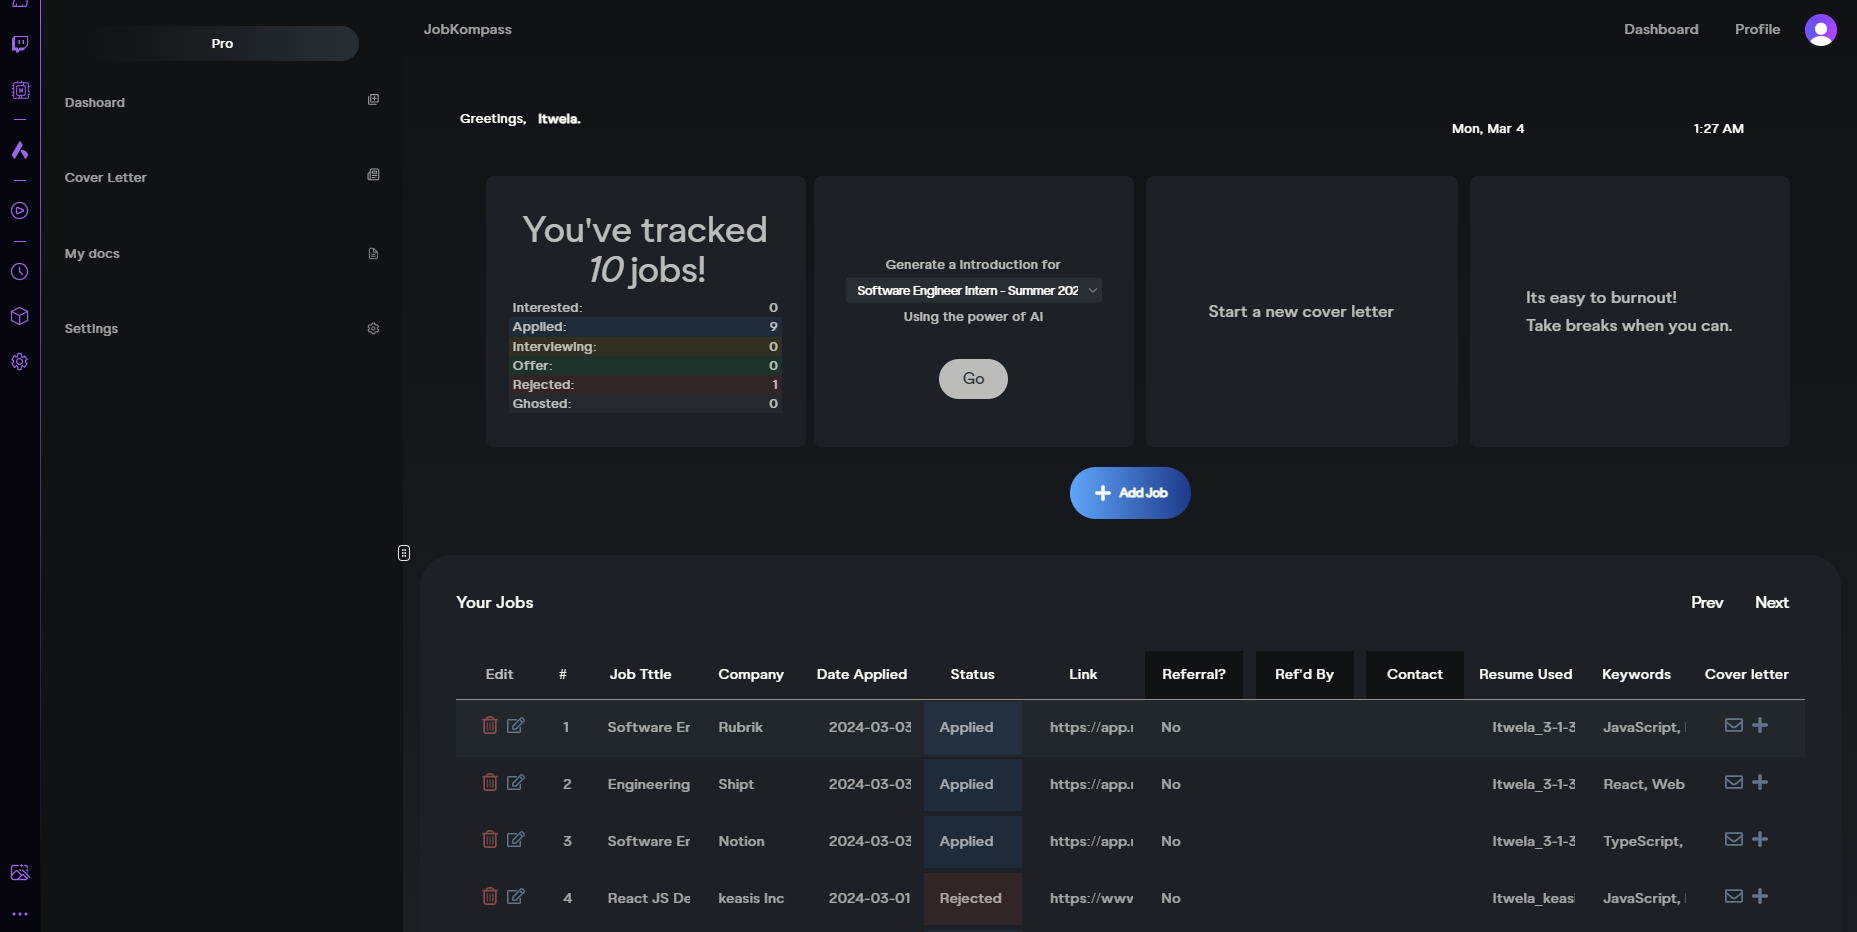 Pro
Dashoard
Cover Letter
My docs
Settings
JobKompass
Dashboard Profile
Greetings, Itwela.
Mon, Mar 4 1:27 AM
You've tracked
10 jobs!
Interested: 0
Applied: 9
Interviewing: 0
Offer: 0
Rejected: 1
Ghosted: 0
Generate a Introduction for
Software Engineer Intern - Summer 202
Using the power of AI
Go
Start a new cover letter
Its easy to burnout!
Take breaks when you can.
Add Job
Your Jobs Prev Next
Edit # Job Tttle Company Date Applied Status Link Referral? Ref'd By Contact Resume Used Keywords Cover letter
1 Software Er Rubrik 2024-03-03 Applied https://app.r No Itwela_3-1-3 JavaScript,
2 Engineering Shipt 2024-03-03 Applied https://app.r No Itwela_3-1-3 React, Web
3 Software Er Notion 2024-03-03 Applied https://app.r No Itwela_3-1-3 TypeScript,
4 React JS De keasis Inc 2024-03-01 Rejected https://www No Itwela_keasi JavaScript,